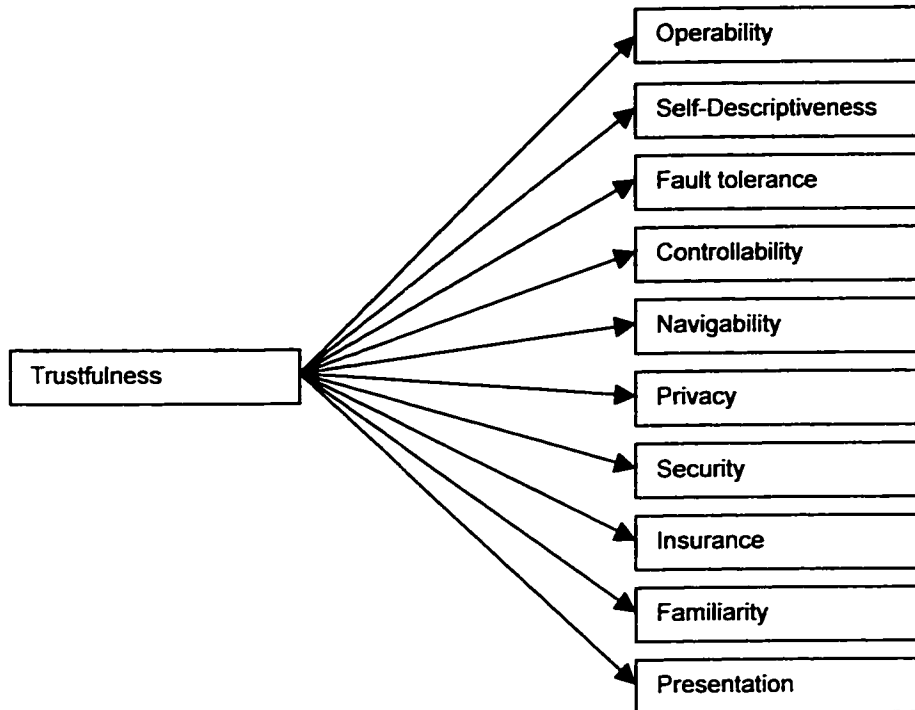 Operability
Self-Descriptiveness
Fault tolerance
Controllability
Navigability
Trustfulness
Privacy
Security
Insurance
Familiarity
Presentation